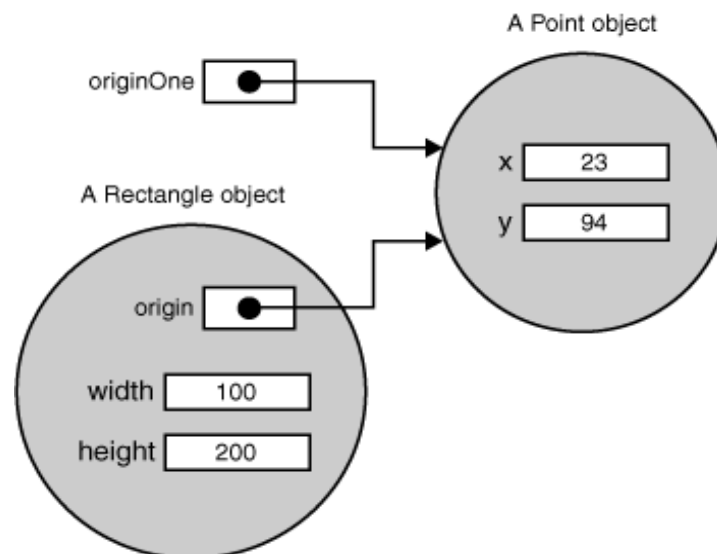 A Point object
originOne
x 23
y 94
A Rectangle object
origin
width 100
height 200